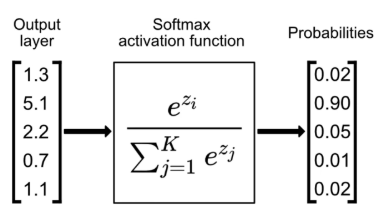 Output
layer
Softmax
activation function
Probabilities
1.3
5.1
2.2
0.7
1.1
e^{z_i}
∑_{j=1}^{K} e^{z_j}
0.02
0.90
0.05
0.01
0.02